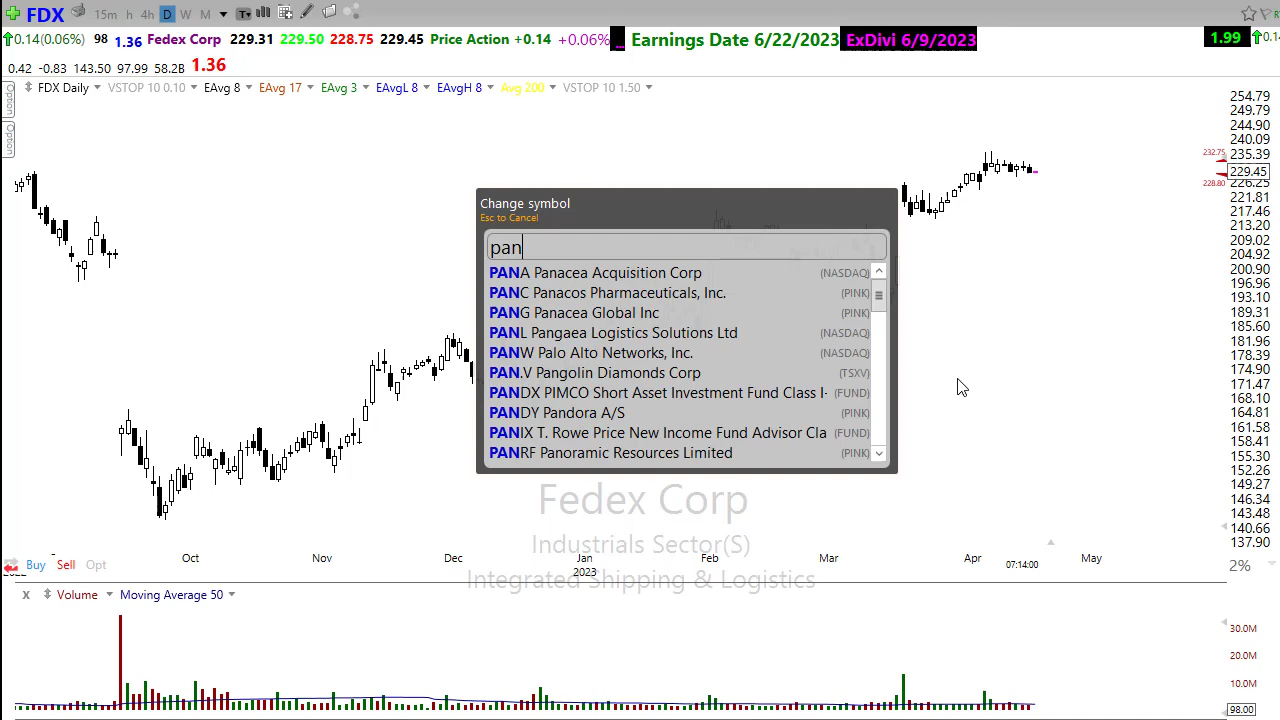 FDX 15m h 4h D W M T
0.14(0.06%) 98 1.36 Fedex Corp 229.31 229.50 228.75 229.45 Price Action +0.14 +0.06% ... Earnings Date 6/22/2023 ExDivi 6/9/2023 1.99 0.14
0.42 -0.83 143.50 97.99 58.2B 1.36
FDX Daily VSTOP 10 0.10 EAvg 8 EAvg 17 EAvg 3 EAvgL 8 EAvgH 8 Avg 200 VSTOP 10 1.50
Option
Option
254.79
249.79
244.90
240.09
235.39
232.75
229.45
228.80
226.25
221.81
217.46
213.20
209.02
204.92
200.90
196.96
193.10
189.31
185.60
181.96
178.39
174.90
171.47
168.10
164.81
161.58
158.41
155.30
152.26
149.27
146.34
143.48
140.66
137.90
Change symbol
Esc to Cancel
pan
PANA Panacea Acquisition Corp (NASDAQ)
PANC Panacos Pharmaceuticals, Inc. (PINK)
PANG Panacea Global Inc (PINK)
PANL Pangaea Logistics Solutions Ltd (NASDAQ)
PANW Palo Alto Networks, Inc. (NASDAQ)
PAN.V Pangolin Diamonds Corp (TSXV)
PANDX PIMCO Short Asset Investment Fund Class I- (FUND)
PANDY Pandora A/S (PINK)
PANIX T. Rowe Price New Income Fund Advisor Cla (FUND)
PANRF Panoramic Resources Limited (PINK)
Fedex Corp
Industrials Sector(S)
Integrated Shipping & Logistics
Oct Nov Dec Jan Feb Mar Apr May
2023 07:14:00
Buy Sell Opt
2%
x Volume Moving Average 50
30.0M
20.0M
10.0M
98.00